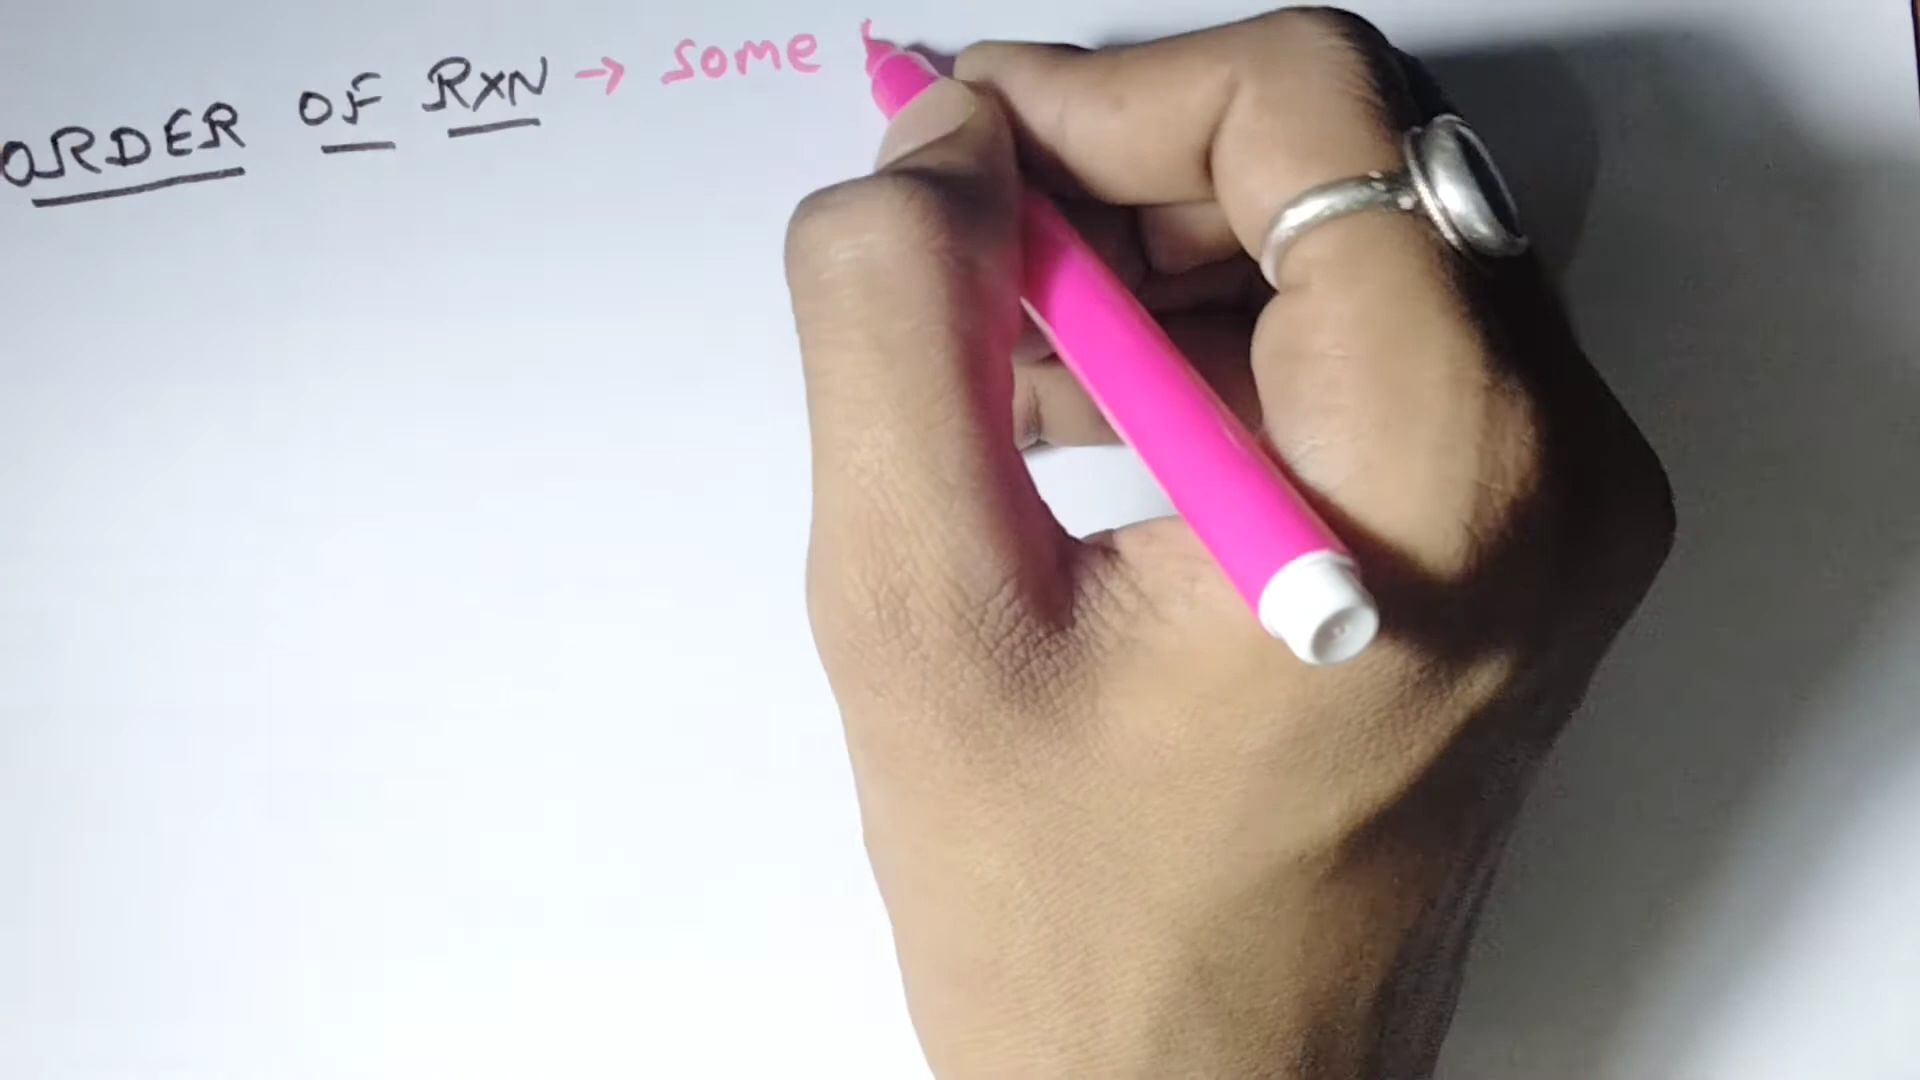 ORDER OF RXN → some